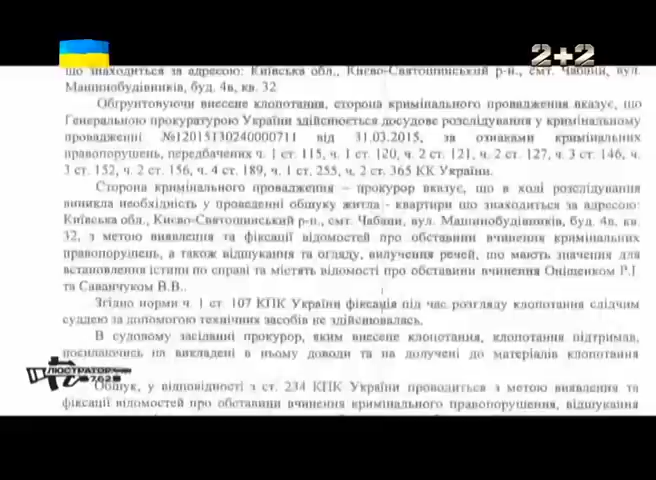 2+2
що знаходиться за адресою: Київська обл., Києво-Святошинський р-н., смт. Чабани, вул.
Машинобудівників, буд. 4в, кв. 32
Обґрунтовуючи внесене клопотання, сторона кримінального провадження вказує, що
Генеральною прокуратурою України здійснюється досудове розслідування у кримінальному
провадженні №12015130240000711 від 31.03.2015, за ознаками кримінальних
правопорушень, передбачених ч. 1 ст. 115, ч. 1 ст. 120, ч. 2 ст. 121, ч. 2 ст. 127, ч. 3 ст. 146, ч.
3 ст. 152, ч. 2 ст. 156, ч. 4 ст. 189, ч. 1 ст. 255, ч. 2 ст. 365 КК України.
Сторона кримінального провадження – прокурор вказує, що в ході розслідування
виникла необхідність у проведенні обшуку житла - квартири що знаходиться за адресою:
Київська обл., Києво-Святошинський р-н., смт. Чабани, вул. Машинобудівників, буд. 4в, кв.
32, з метою виявлення та фіксації відомостей про обставини вчинення кримінальних
правопорушень, а також відшукання та огляду, вилучення речей, що мають значення для
встановлення істини по справі та містять відомості про обставини вчинення Оніщенком Р.І
та Саванчуком В.В..
Згідно норми ч. 1 ст. 107 КПК України фіксація під час розгляду клопотання слідчим
суддею за допомогою технічних засобів не здійснювалась.
В судовому засіданні прокурор, яким внесене клопотання, клопотання підтримав,
посилаючись на викладені в ньому доводи та на долучені до матеріалів клопотання
ЛЮСТРАТОР
7.62
Обшук, у відповідності з ст. 234 КПК України проводиться з метою виявлення та
фіксації відомостей про обставини вчинення кримінального правопорушення, відшукання